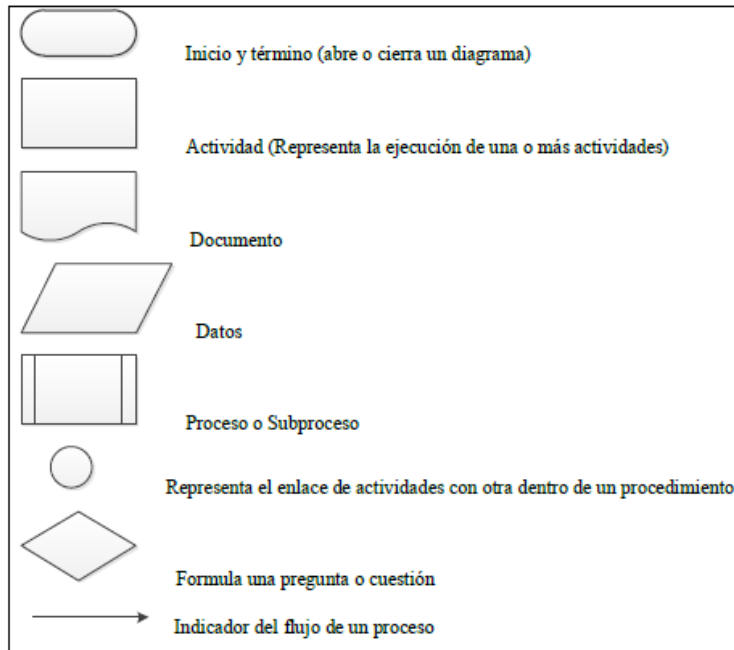 Inicio y término (abre o cierra un diagrama)
Actividad (Representa la ejecución de una o más actividades)
Documento
Datos
Proceso o Subproceso
Representa el enlace de actividades con otra dentro de un procedimiento
Formula una pregunta o cuestión
Indicador del flujo de un proceso